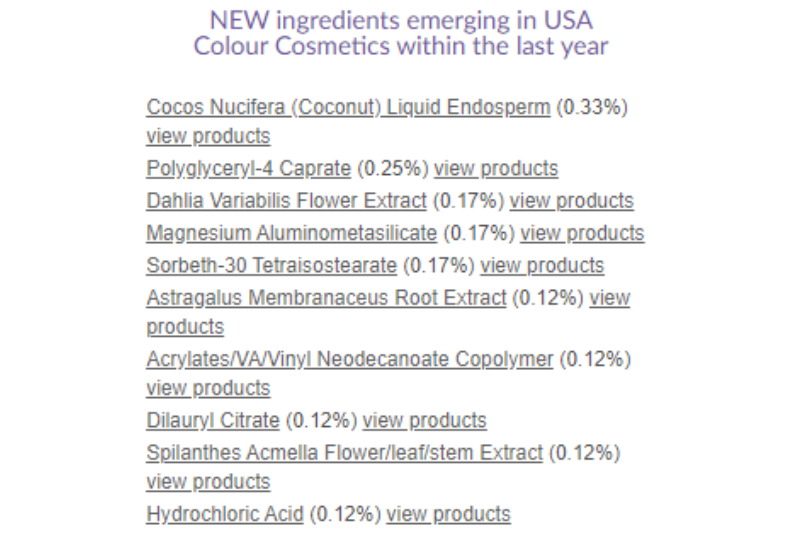 NEW ingredients emerging in USA
Colour Cosmetics within the last year
Cocos Nucifera (Coconut) Liquid Endosperm (0.33%)
view products
Polyglyceryl-4 Caprate (0.25%) view products
Dahlia Variabilis Flower Extract (0.17%) view products
Magnesium Aluminometasilicate (0.17%) view products
Sorbeth-30 Tetraisostearate (0.17%) view products
Astragalus Membranaceus Root Extract (0.12%) view
products
Acrylates/VA/Vinyl Neodecanoate Copolymer (0.12%)
view products
Dilauryl Citrate (0.12%) view products
Spilanthes Acmella Flower/leaf/stem Extract (0.12%)
view products
Hydrochloric Acid (0.12%) view products